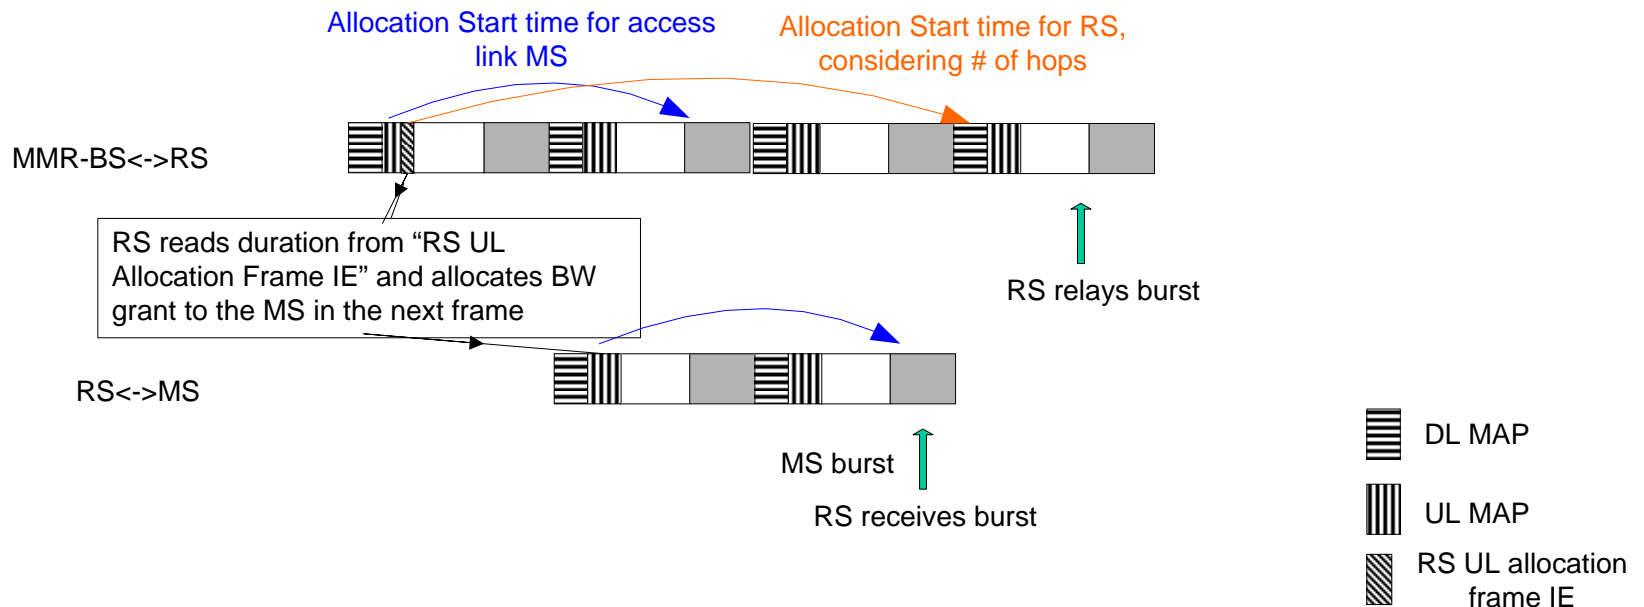 Allocation Start time for access
link MS
Allocation Start time for RS,
considering # of hops
MMR-BS<->RS
RS reads duration from “RS UL
Allocation Frame IE” and allocates BW
grant to the MS in the next frame
RS relays burst
RS<->MS
MS burst
RS receives burst
DL MAP
UL MAP
RS UL allocation
frame IE